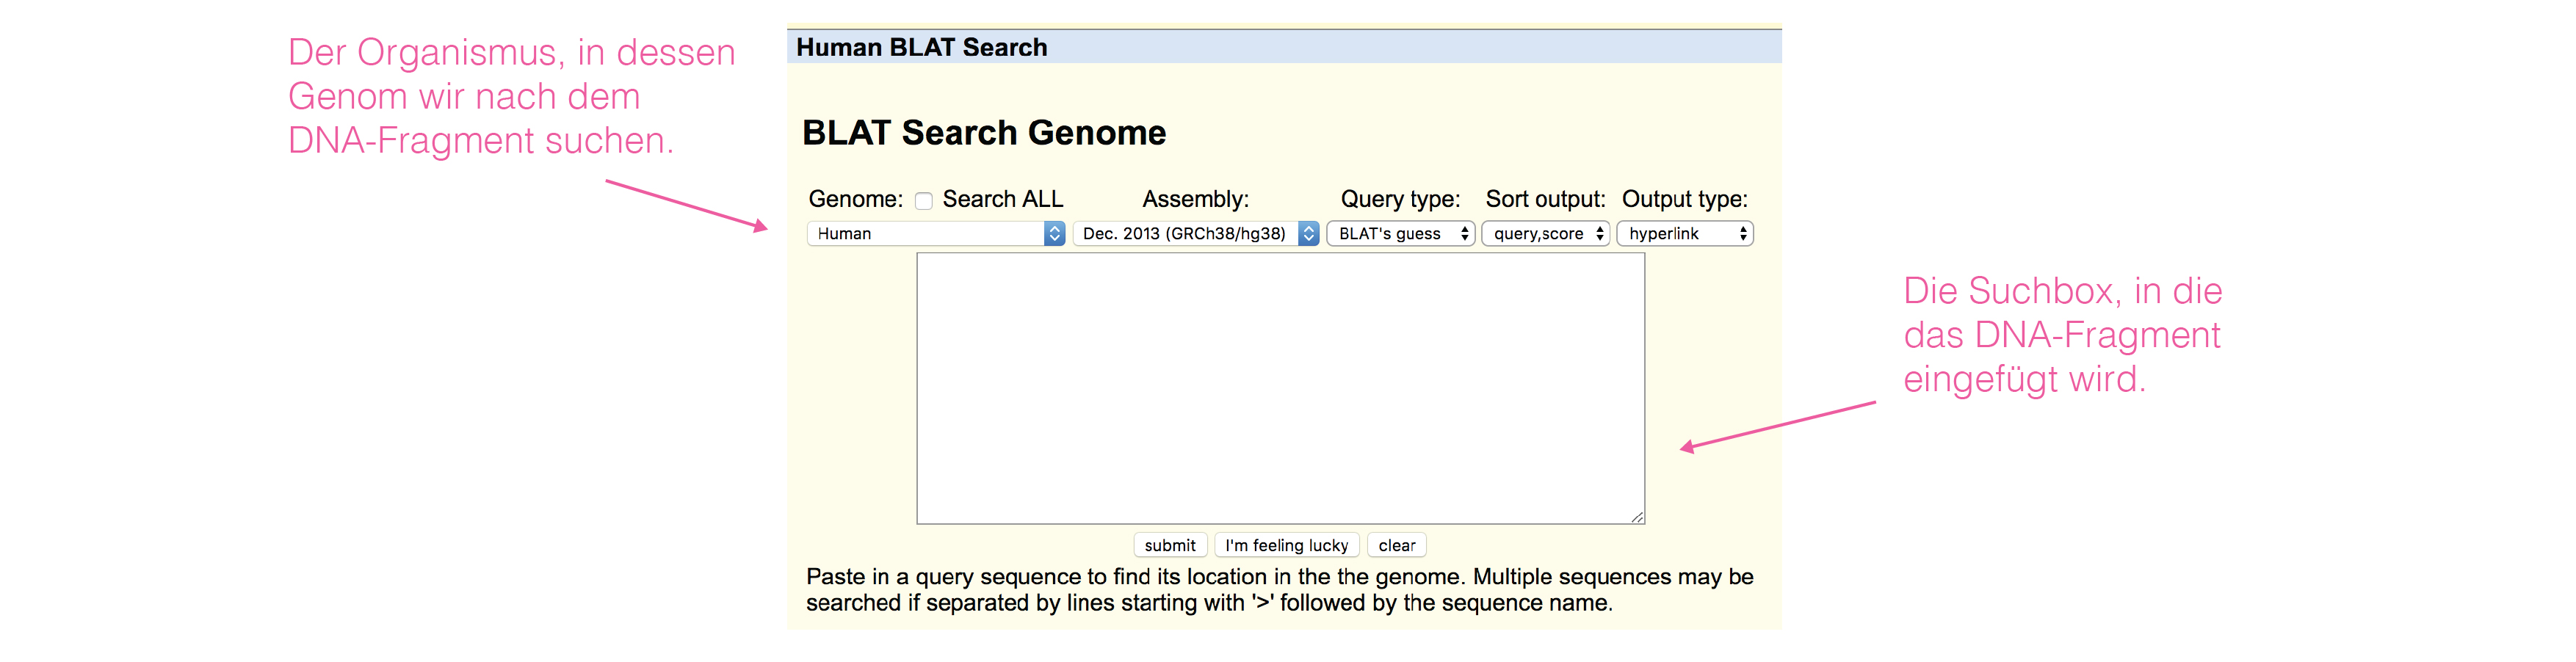 Der Organismus, in dessen
Genom wir nach dem
DNA-Fragment suchen.
Human BLAT Search
BLAT Search Genome
Genome: Search ALL Assembly: Query type: Sort output: Output type:
Human Dec. 2013 (GRCh38/hg38) BLAT's guess query,score hyperlink
Die Suchbox, in die
das DNA-Fragment
eingefügt wird.
submit I'm feeling lucky clear
Paste in a query sequence to find its location in the the genome. Multiple sequences may be
searched if separated by lines starting with '>' followed by the sequence name.